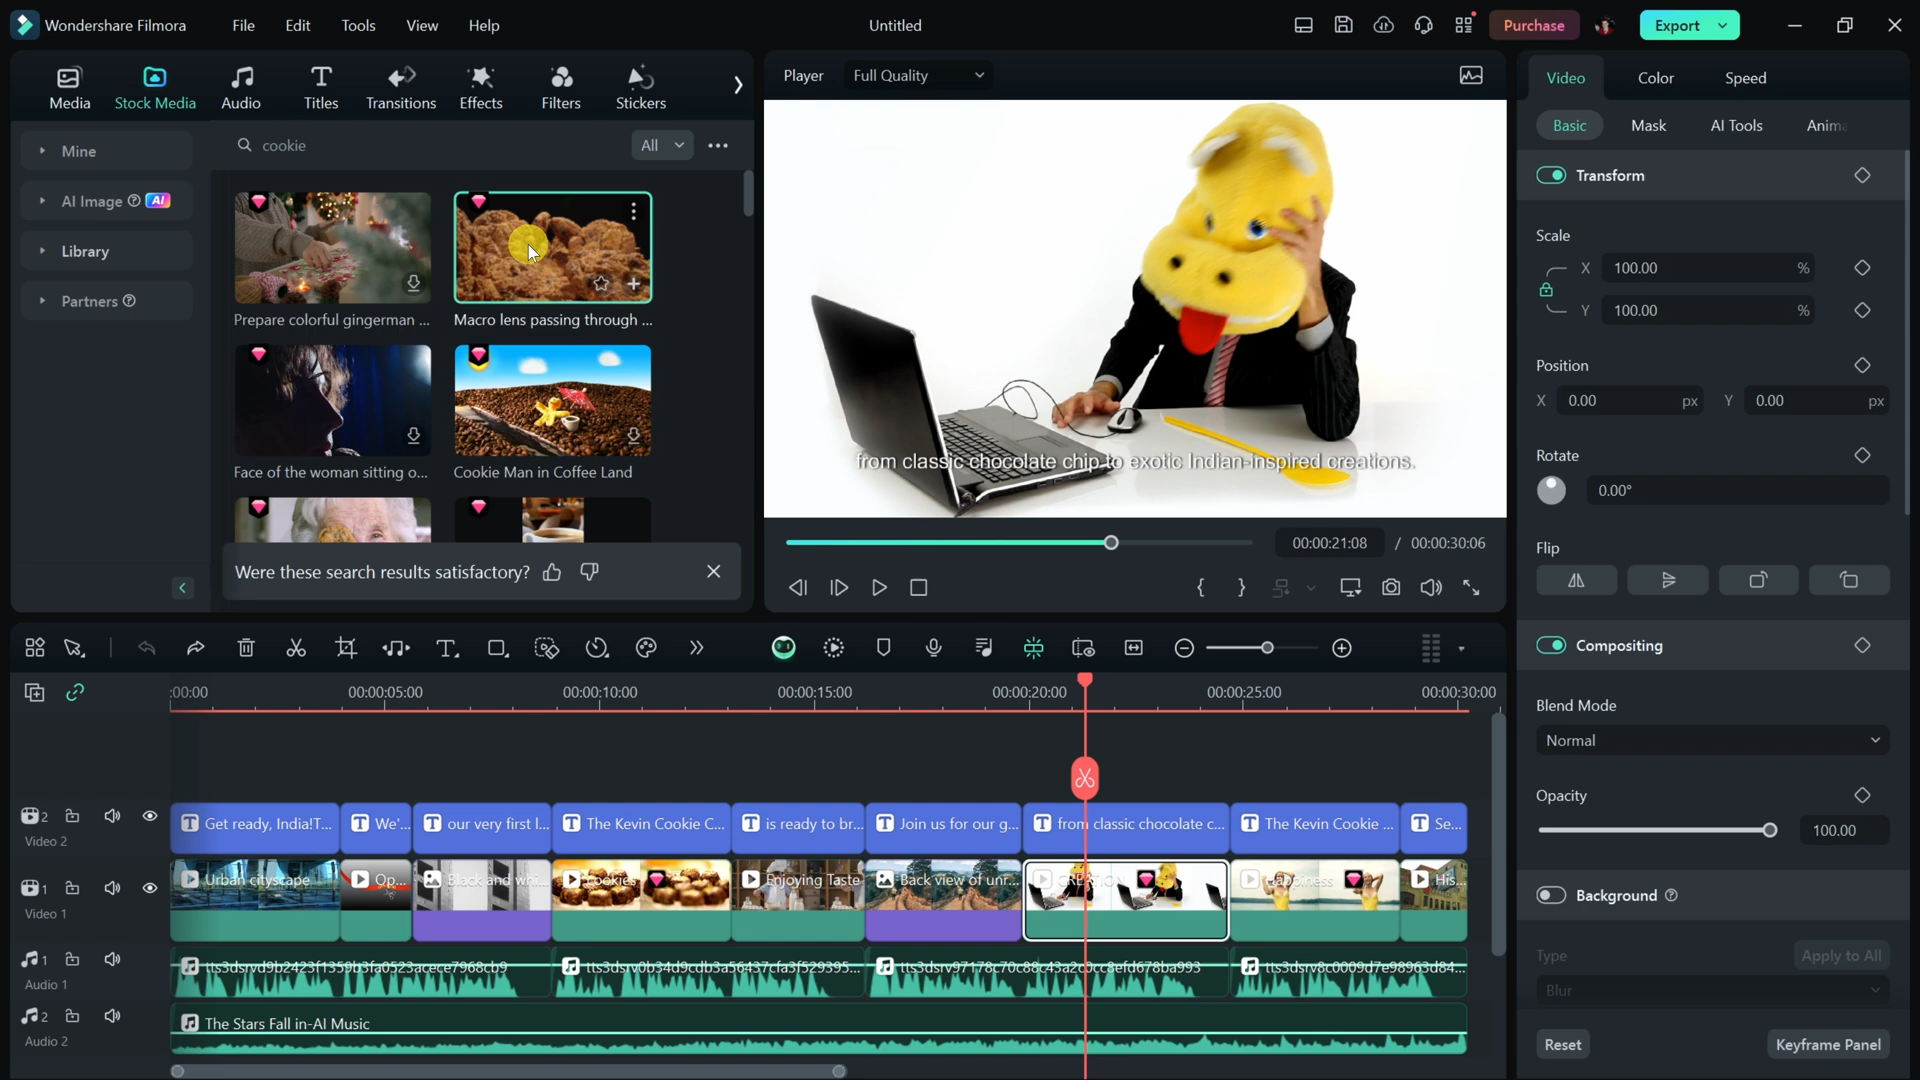 Wondershare Filmora
File
Edit
Tools
View
Help
Untitled
Purchase
Export
Media
Stock Media
Audio
Titles
Transitions
Effects
Filters
Stickers
Player
Full Quality
Video
Color
Speed
Mine
AI Image
AI
Library
Partners
cookie
All
Prepare colorful gingerman ...
Macro lens passing through ...
Face of the woman sitting o...
Cookie Man in Coffee Land
Were these search results satisfactory?
from classic chocolate chip to exotic Indian-inspired creations.
00:00:21:08 / 00:00:30:06
Basic
Mask
AI Tools
Anima
Transform
Scale
X 100.00 %
Y 100.00 %
Position
X 0.00 px Y 0.00 px
Rotate
0.00°
Flip
Compositing
Blend Mode
Normal
Opacity
100.00
Background
Type
Apply to All
Blur
Reset
Keyframe Panel
:00:00
00:00:05:00
00:00:10:00
00:00:15:00
00:00:20:00
00:00:25:00
00:00:30:00
2
Video 2
Get ready, India!T...
We'...
our very first l...
The Kevin Cookie C...
is ready to br...
Join us for our g...
from classic chocolate c...
The Kevin Cookie ...
Se...
1
Video 1
Urban cityscape
Op...
Black and whi...
Cookies
Enjoying Taste
Back view of unr...
CREATION
Happiness
His...
1
Audio 1
tts3dsrvd9b2423f1359b3fa0523acece7968cb9
tts3dsrv0b34d9cdb3a56437cfa3f529395...
tts3dsrv97178c70c88c43a2c0cc8efd678ba993
tts3dsrv8c0009d7e98963d84...
2
Audio 2
The Stars Fall in-AI Music